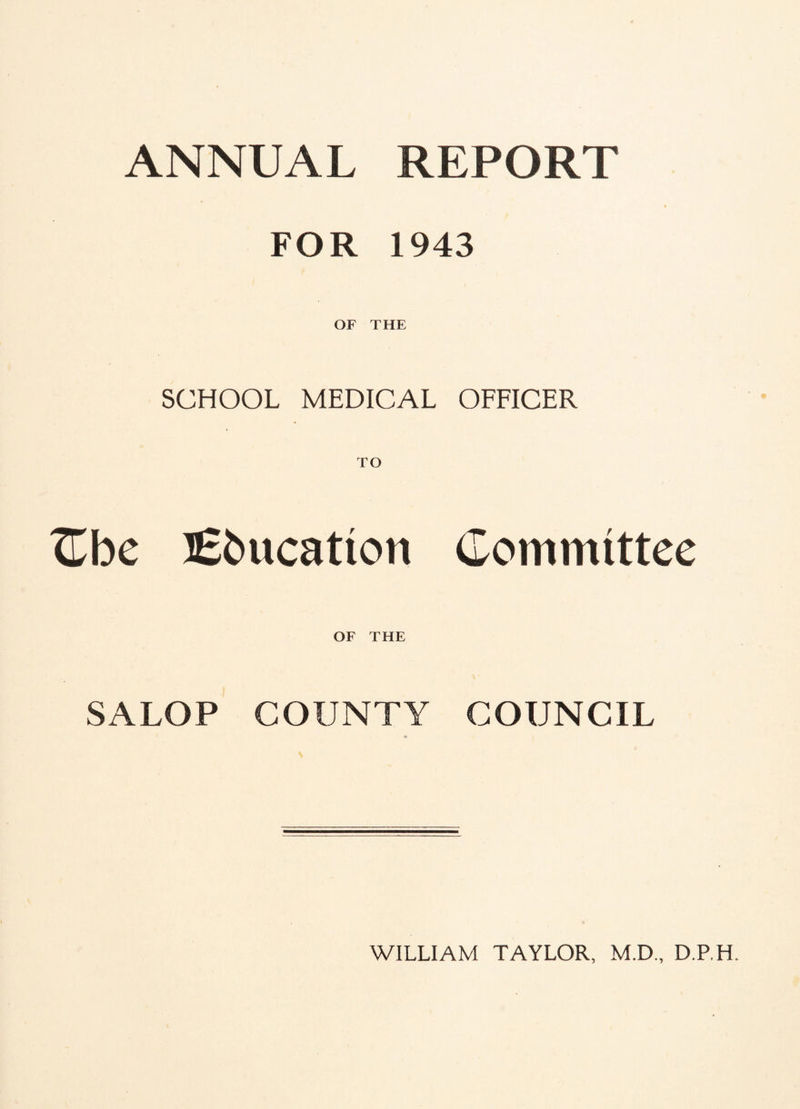 ANNUAL REPORT
FOR 1943
OF THE
SCHOOL MEDICAL OFFICER
TO
The Education Committee
OF THE
SALOP COUNTY COUNCIL
WILLIAM TAYLOR, M.D., D.P.H.